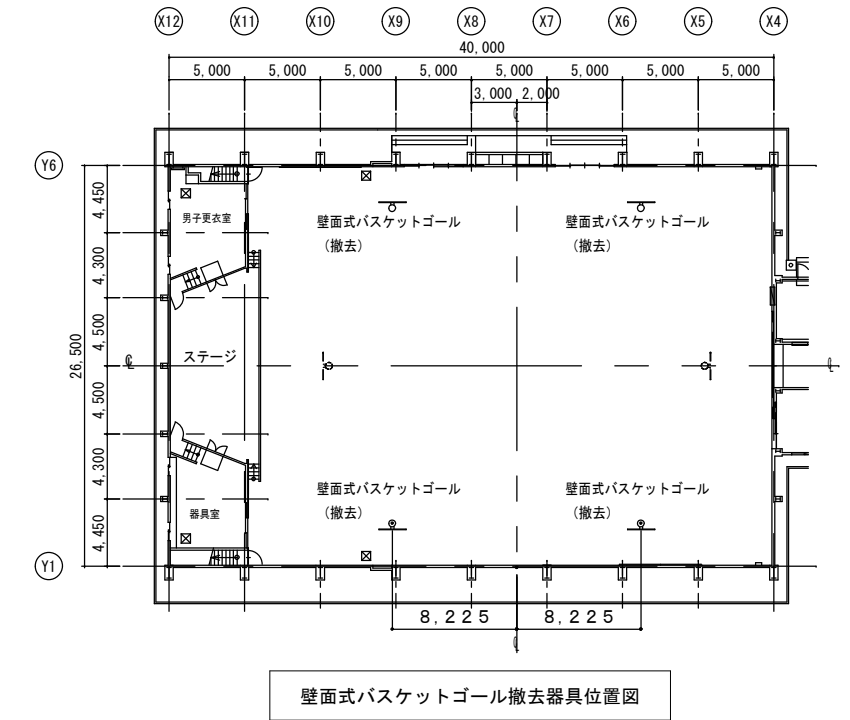 X12 X11 X10 X9 X8 X7 X6 X5 X4
40,000
5,000 5,000 5,000 5,000 5,000 5,000 5,000 5,000
3,000 2,000
Y6
4,450
4,300
4,500
4,500
4,300
4,450
26,500
Y1
男子更衣室
壁面式バスケットゴール
(撤去)
壁面式バスケットゴール
(撤去)
ステージ
壁面式バスケットゴール
(撤去)
壁面式バスケットゴール
(撤去)
器具室
8,225 8,225
壁面式バスケットゴール撤去器具位置図